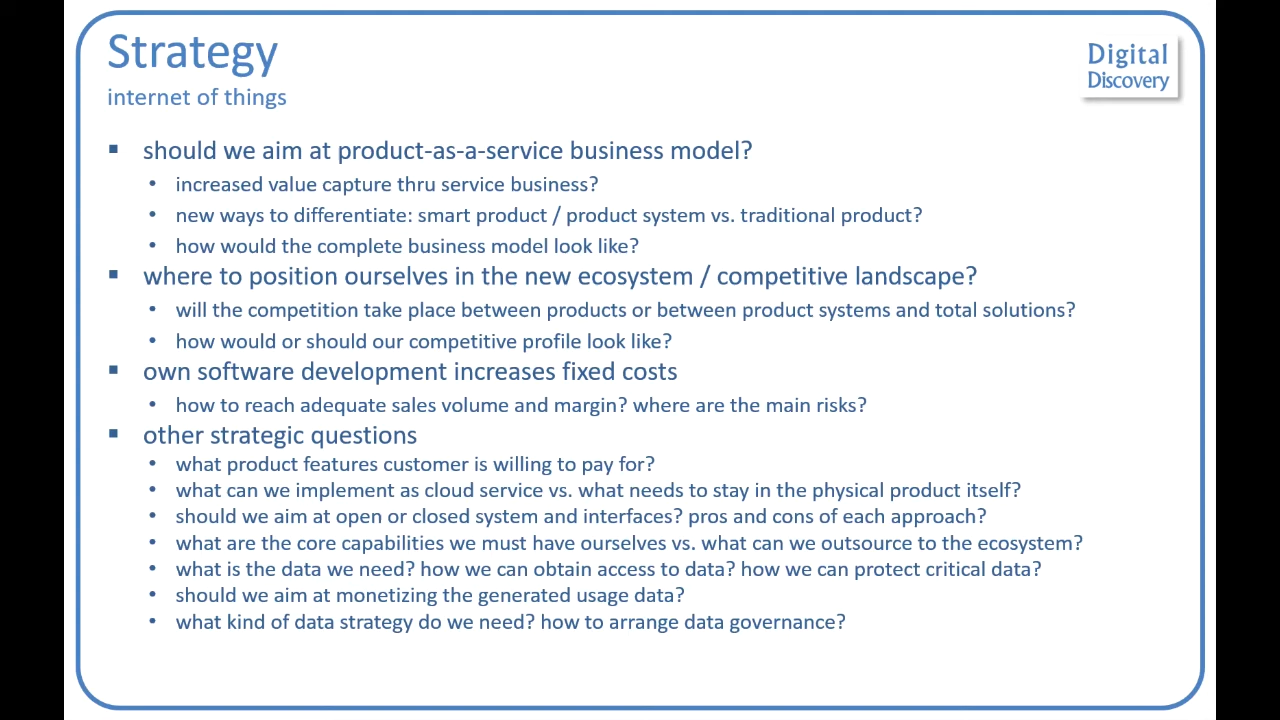 Strategy
internet of things
Digital
Discovery
▪ should we aim at product-as-a-service business model?
• increased value capture thru service business?
• new ways to differentiate: smart product / product system vs. traditional product?
• how would the complete business model look like?
▪ where to position ourselves in the new ecosystem / competitive landscape?
• will the competition take place between products or between product systems and total solutions?
• how would or should our competitive profile look like?
▪ own software development increases fixed costs
• how to reach adequate sales volume and margin? where are the main risks?
▪ other strategic questions
• what product features customer is willing to pay for?
• what can we implement as cloud service vs. what needs to stay in the physical product itself?
• should we aim at open or closed system and interfaces? pros and cons of each approach?
• what are the core capabilities we must have ourselves vs. what can we outsource to the ecosystem?
• what is the data we need? how we can obtain access to data? how we can protect critical data?
• should we aim at monetizing the generated usage data?
• what kind of data strategy do we need? how to arrange data governance?